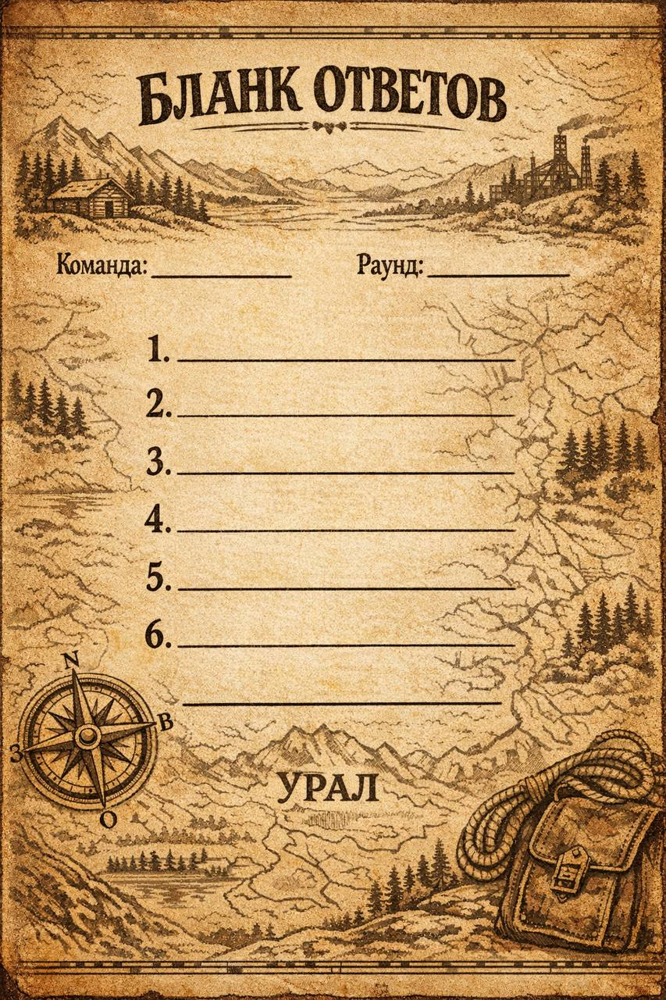 БЛАНК ОТВЕТОВ
Команда: Раунд:
1.
2.
3.
4.
5.
6.
N
В
З
О
УРАЛ